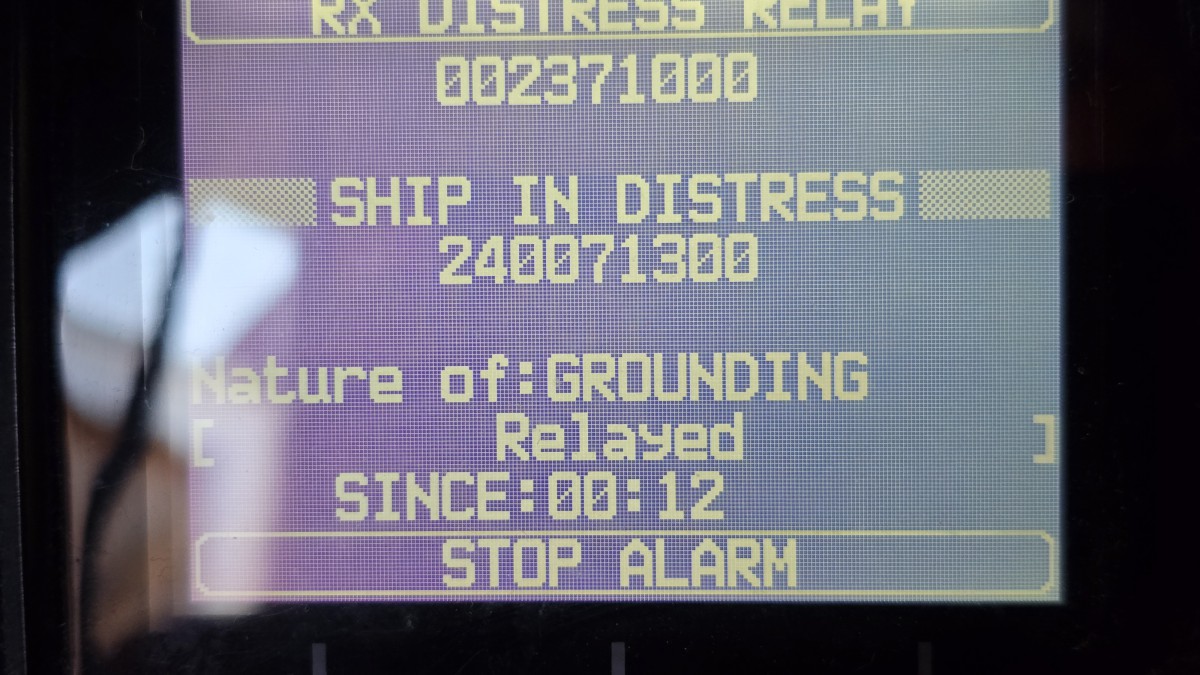 RX DISTRESS RELAY
002371000
SHIP IN DISTRESS
240071300
Nature of:GROUNDING
[ Relayed ]
SINCE:00:12
STOP ALARM